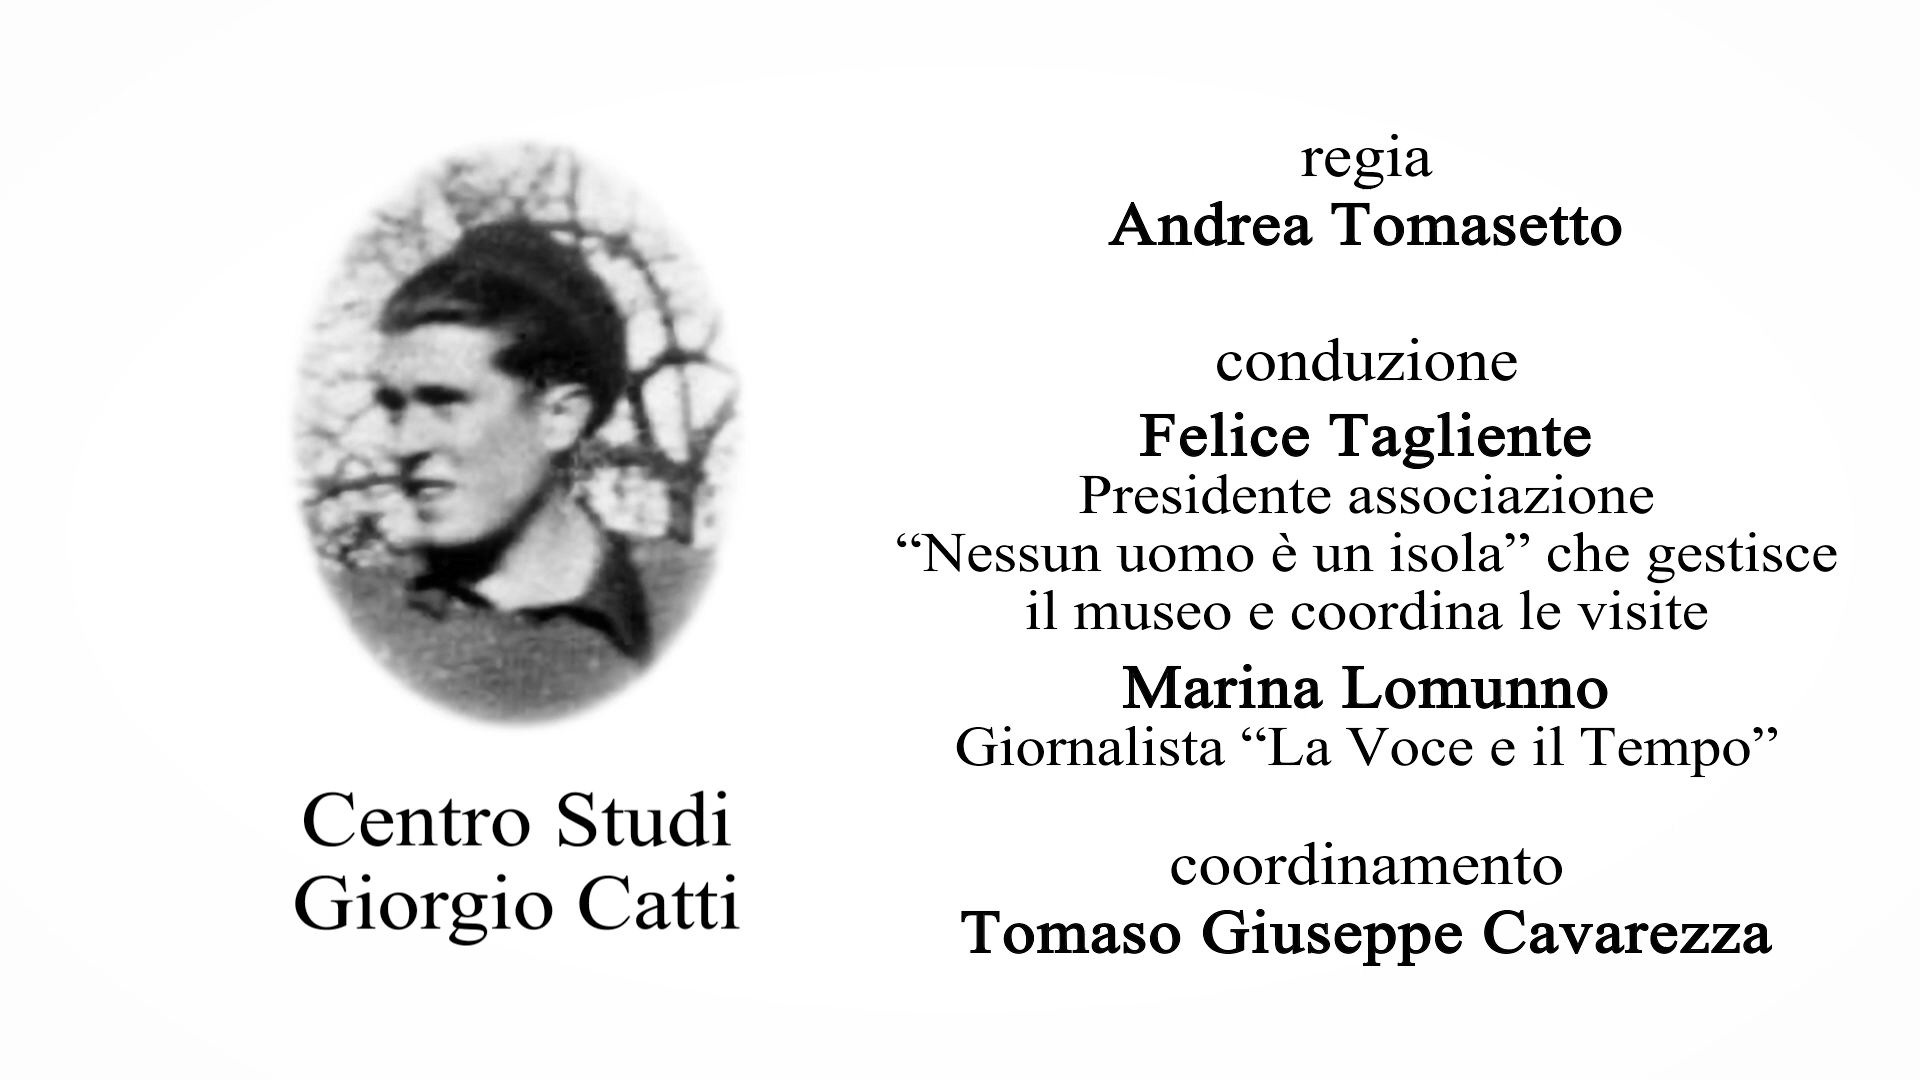 Centro Studi
Giorgio Catti
regia
Andrea Tomasetto
conduzione
Felice Tagliente
Presidente associazione
“Nessun uomo è un isola” che gestisce
il museo e coordina le visite
Marina Lomunno
Giornalista “La Voce e il Tempo”
coordinamento
Tomaso Giuseppe Cavarezza